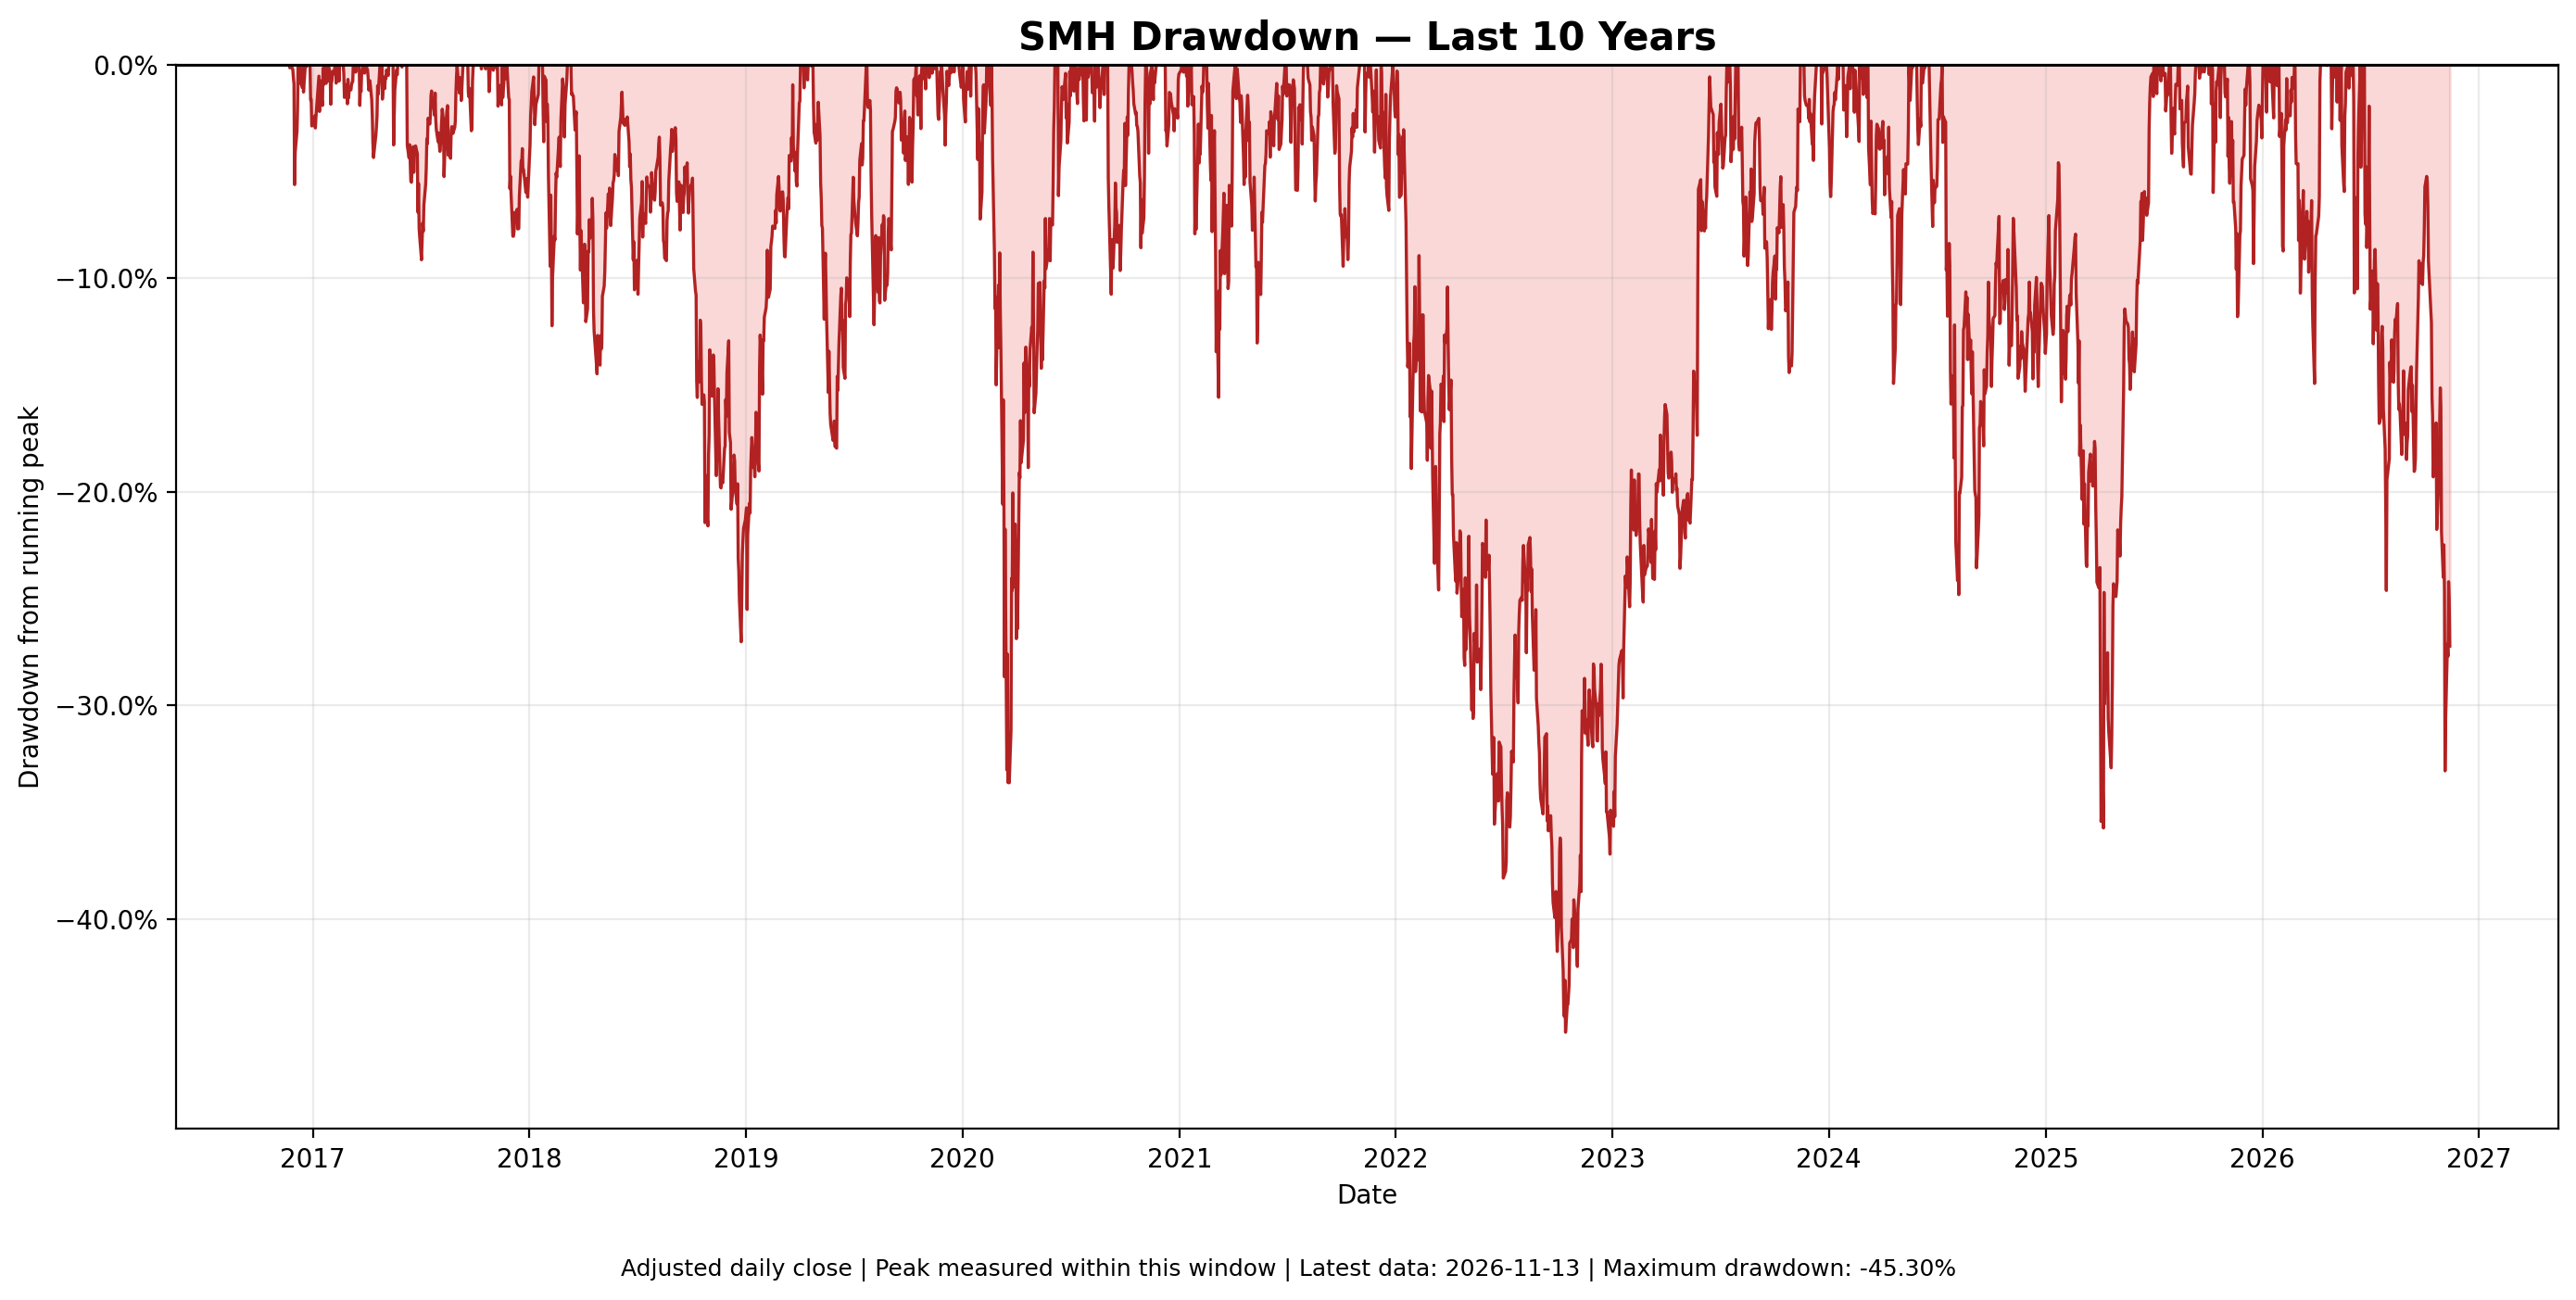 SMH Drawdown — Last 10 Years
0.0%
−10.0%
−20.0%
−30.0%
−40.0%
Drawdown from running peak
2017 2018 2019 2020 2021 2022 2023 2024 2025 2026 2027
Date
Adjusted daily close | Peak measured within this window | Latest data: 2026-11-13 | Maximum drawdown: -45.30%